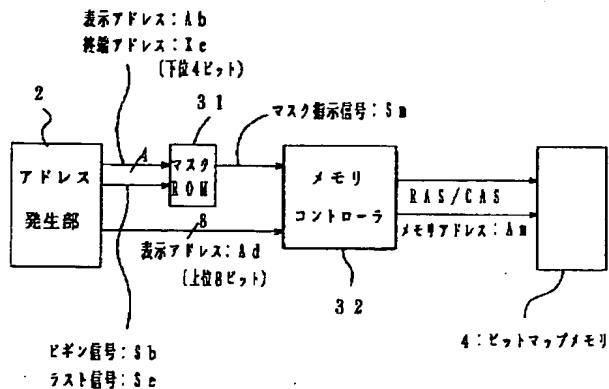 表示アドレス：Ab
終端アドレス：Xe
(下位4ビット)
2
31
マスク指示信号：Sm
アドレス
発生部
4
マスク
ROM
8
表示アドレス：Ad
(上位8ビット)
メモリ
コントローラ
32
RAS/CAS
メモリアドレス：Am
4：ビットマップメモリ
ビギン信号：Sb
ラスト信号：Se